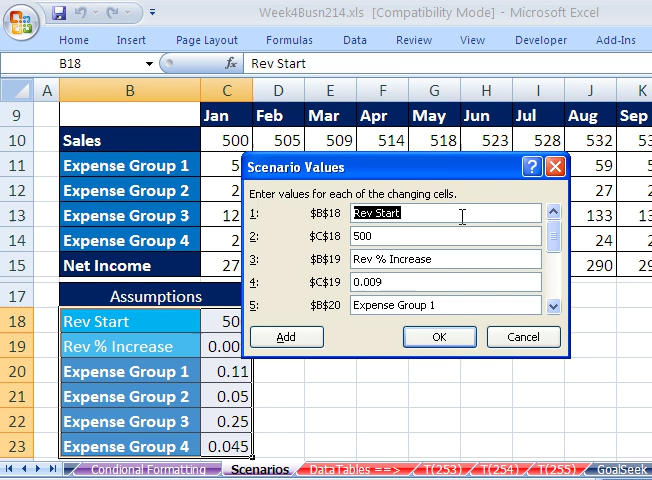 Week4Busn214.xls [Compatibility Mode] - Microsoft Excel
Home Insert Page Layout Formulas Data Review View Developer Add-Ins
B18 fx Rev Start
A B C D E F G H I J K
9 Jan Feb Mar Apr May Jun Jul Aug Sep
10 Sales 500 505 509 514 518 523 528 532
11 Expense Group 1 59
12 Expense Group 2 27
13 Expense Group 3 133
14 Expense Group 4 24
15 Net Income 290
17 Assumptions
18 Rev Start
19 Rev % Increase
20 Expense Group 1 0.11
21 Expense Group 2 0.05
22 Expense Group 3 0.25
23 Expense Group 4 0.045
Scenario Values
Enter values for each of the changing cells.
1: $B$18 Rev Start
2: $C$18 500
3: $B$19 Rev % Increase
4: $C$19 0.009
5: $B$20 Expense Group 1
Add OK Cancel
Condional Formatting Scenarios DataTables ==> T(253) T(254) T(255) GoalSeek